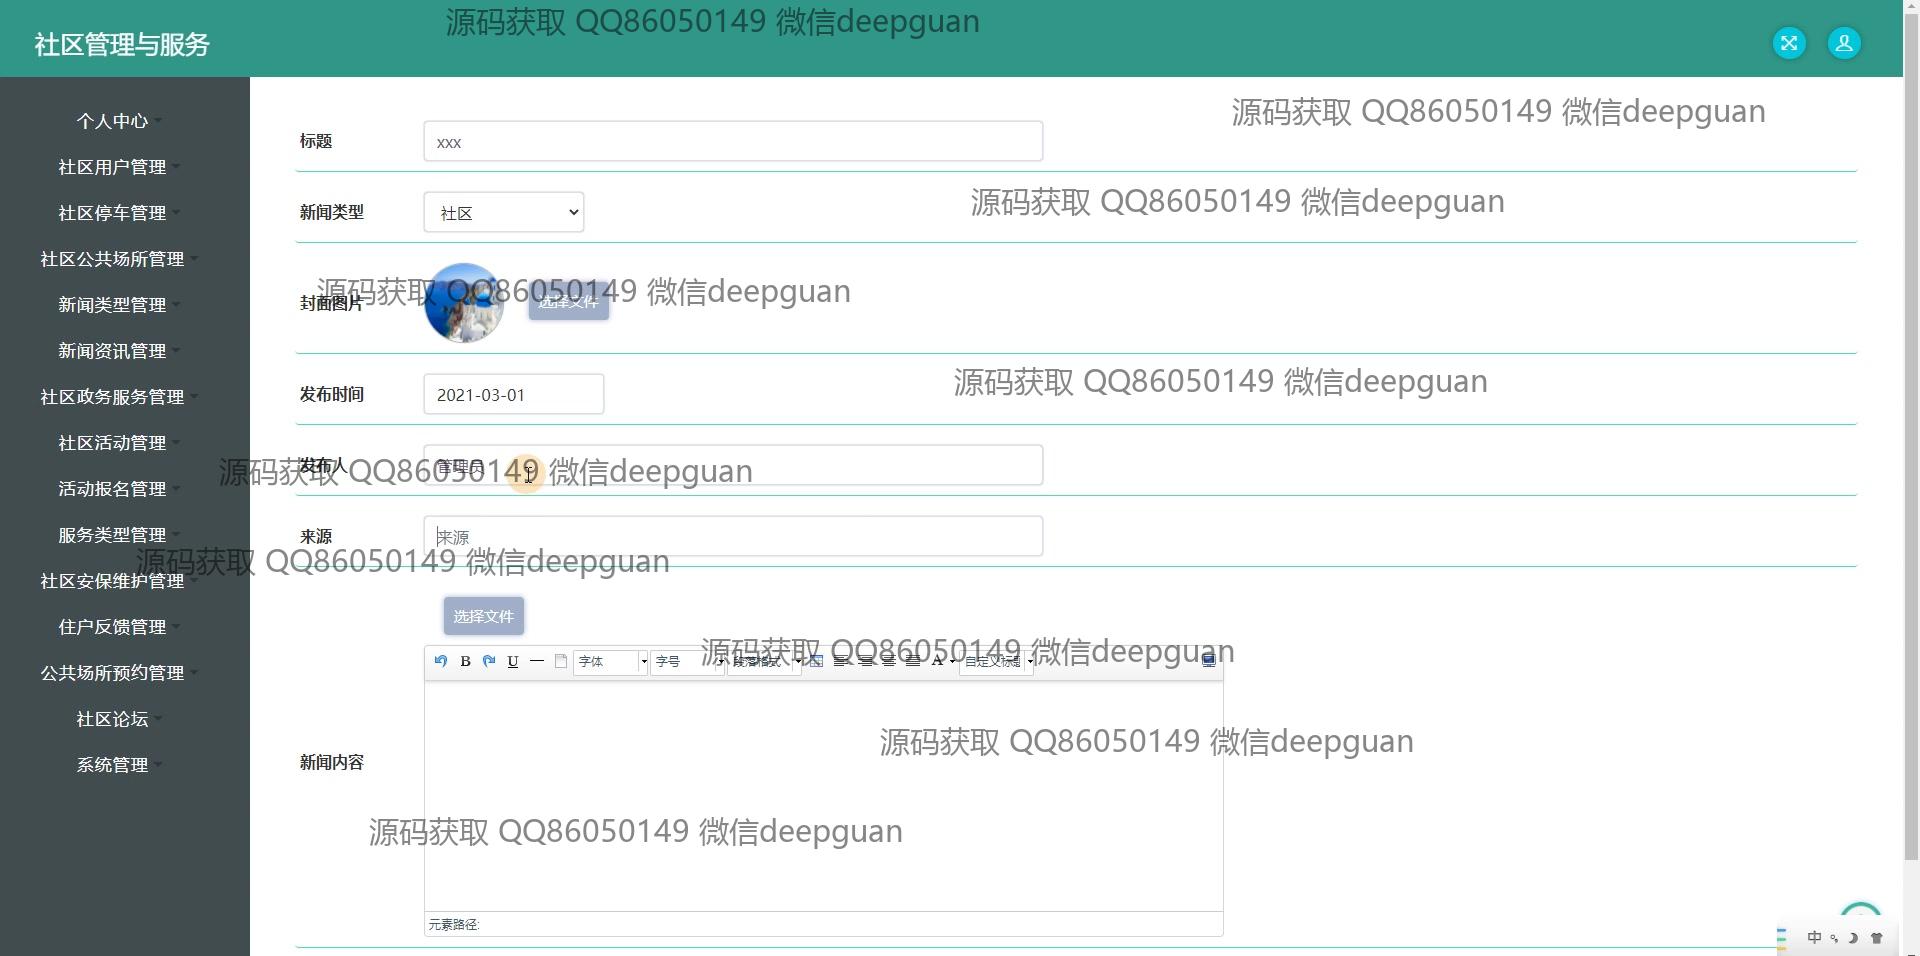 源码获取 QQ86050149 微信deepguan
社区管理与服务
个人中心
社区用户管理
社区停车管理
社区公共场所管理
新闻类型管理
新闻资讯管理
社区政务服务管理
社区活动管理
活动报名管理
服务类型管理
社区安保维护管理
住户反馈管理
公共场所预约管理
社区论坛
系统管理
源码获取 QQ86050149 微信deepguan
标题 xxx
源码获取 QQ86050149 微信deepguan
新闻类型 社区
源码获取 QQ86050149 微信deepguan
封面图片 选择文件
源码获取 QQ86050149 微信deepguan
发布时间 2021-03-01
源码获取 QQ86050149 微信deepguan
发布人 管理员
来源 来源
源码获取 QQ86050149 微信deepguan
选择文件
源码获取 QQ86050149 微信deepguan
B U 字体 字号 段落格式 A 自定义标题
源码获取 QQ86050149 微信deepguan
新闻内容
源码获取 QQ86050149 微信deepguan
元素路径:
中